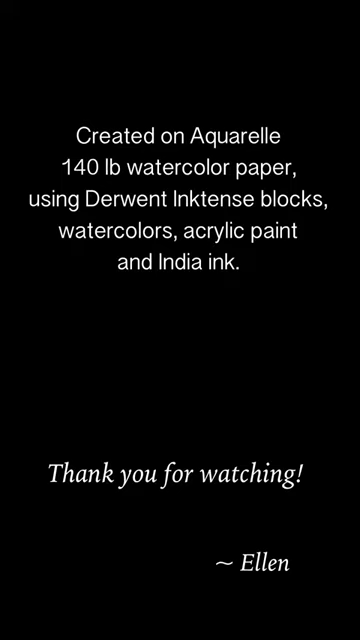 Created on Aquarelle
140 lb watercolor paper,
using Derwent Inktense blocks,
watercolors, acrylic paint
and India ink.
Thank you for watching!
~ Ellen